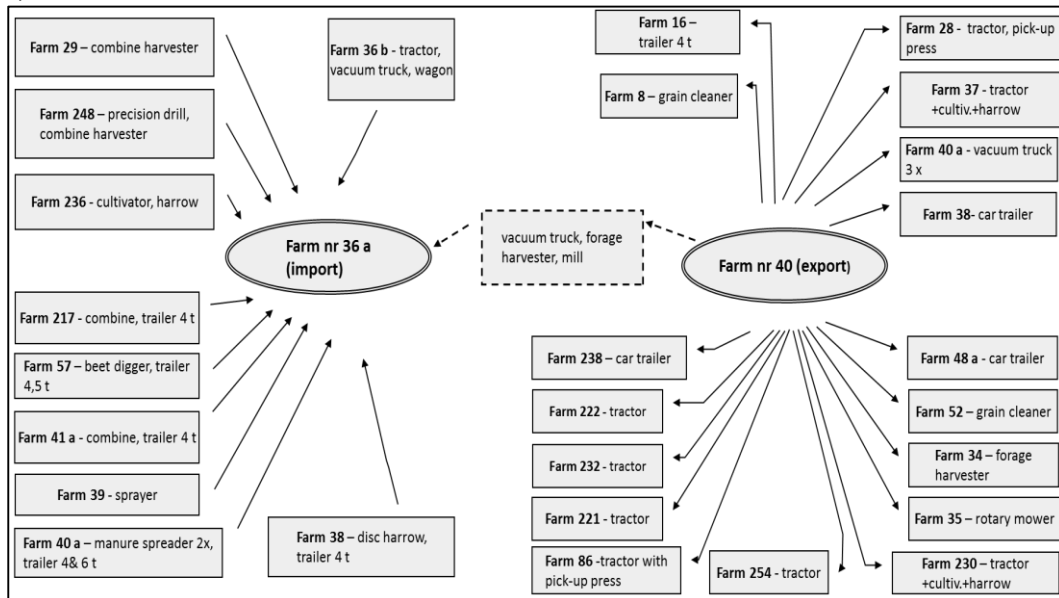 Farm 29 – combine harvester
Farm 36 b - tractor,
vacuum truck, wagon
Farm 248 – precision drill,
combine harvester
Farm 236 - cultivator, harrow
Farm nr 36 a
(import)
Farm 217 - combine, trailer 4 t
Farm 57 – beet digger, trailer
4,5 t
Farm 41 a - combine, trailer 4 t
Farm 39 - sprayer
Farm 40 a – manure spreader 2x,
trailer 4& 6 t
Farm 38 – disc harrow,
trailer 4 t
vacuum truck, forage
harvester, mill
Farm 16 -
trailer 4 t
Farm 8 – grain cleaner
Farm 28 - tractor, pick-up
press
Farm 37 - tractor
+cultiv.+harrow
Farm 40 a - vacuum truck
3 x
Farm 38- car trailer
Farm nr 40 (export)
Farm 238 – car trailer
Farm 222 - tractor
Farm 232 - tractor
Farm 221 - tractor
Farm 86 -tractor with
pick-up press
Farm 254 - tractor
Farm 48 a - car trailer
Farm 52 – grain cleaner
Farm 34 – forage
harvester
Farm 35 – rotary mower
Farm 230 – tractor
+cultiv.+harrow